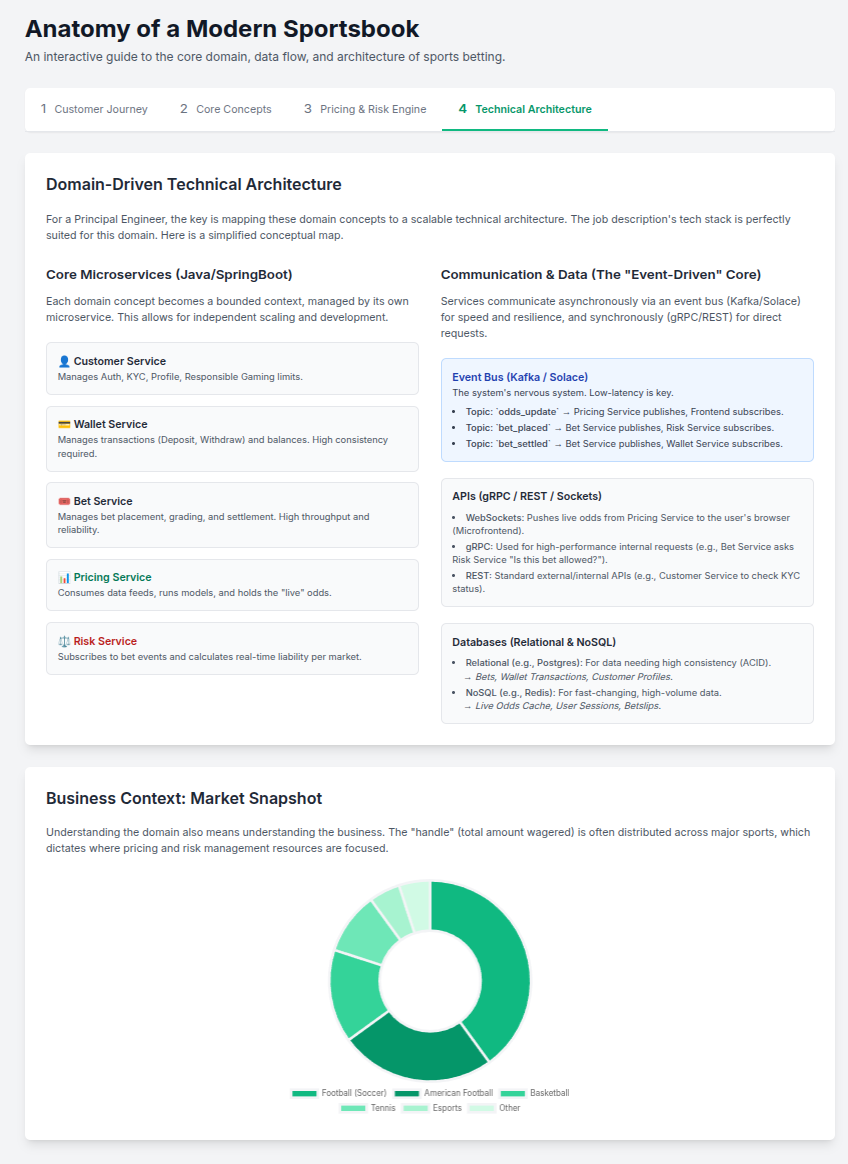 Anatomy of a Modern Sportsbook
An interactive guide to the core domain, data flow, and architecture of sports betting.
1 Customer Journey
2 Core Concepts
3 Pricing & Risk Engine
4 Technical Architecture
Domain-Driven Technical Architecture
For a Principal Engineer, the key is mapping these domain concepts to a scalable technical architecture. The job description's tech stack is perfectly
suited for this domain. Here is a simplified conceptual map.
Core Microservices (Java/SpringBoot)
Each domain concept becomes a bounded context, managed by its own
microservice. This allows for independent scaling and development.
👤 Customer Service
Manages Auth, KYC, Profile, Responsible Gaming limits.
💳 Wallet Service
Manages transactions (Deposit, Withdraw) and balances. High consistency
required.
🎟️ Bet Service
Manages bet placement, grading, and settlement. High throughput and
reliability.
📊 Pricing Service
Consumes data feeds, runs models, and holds the "live" odds.
⚖️ Risk Service
Subscribes to bet events and calculates real-time liability per market.
Communication & Data (The "Event-Driven" Core)
Services communicate asynchronously via an event bus (Kafka/Solace)
for speed and resilience, and synchronously (gRPC/REST) for direct
requests.
Event Bus (Kafka / Solace)
The system's nervous system. Low-latency is key.
• Topic: `odds_update` → Pricing Service publishes, Frontend subscribes.
• Topic: `bet_placed` → Bet Service publishes, Risk Service subscribes.
• Topic: `bet_settled` → Bet Service publishes, Wallet Service subscribes.
APIs (gRPC / REST / Sockets)
• WebSockets: Pushes live odds from Pricing Service to the user's browser
(Microfrontend).
• gRPC: Used for high-performance internal requests (e.g., Bet Service asks
Risk Service "Is this bet allowed?").
• REST: Standard external/internal APIs (e.g., Customer Service to check KYC
status).
Databases (Relational & NoSQL)
• Relational (e.g., Postgres): For data needing high consistency (ACID).
→ Bets, Wallet Transactions, Customer Profiles.
• NoSQL (e.g., Redis): For fast-changing, high-volume data.
→ Live Odds Cache, User Sessions, Betslips.
Business Context: Market Snapshot
Understanding the domain also means understanding the business. The "handle" (total amount wagered) is often distributed across major sports, which
dictates where pricing and risk management resources are focused.
Football (Soccer) American Football Basketball
Tennis Esports Other